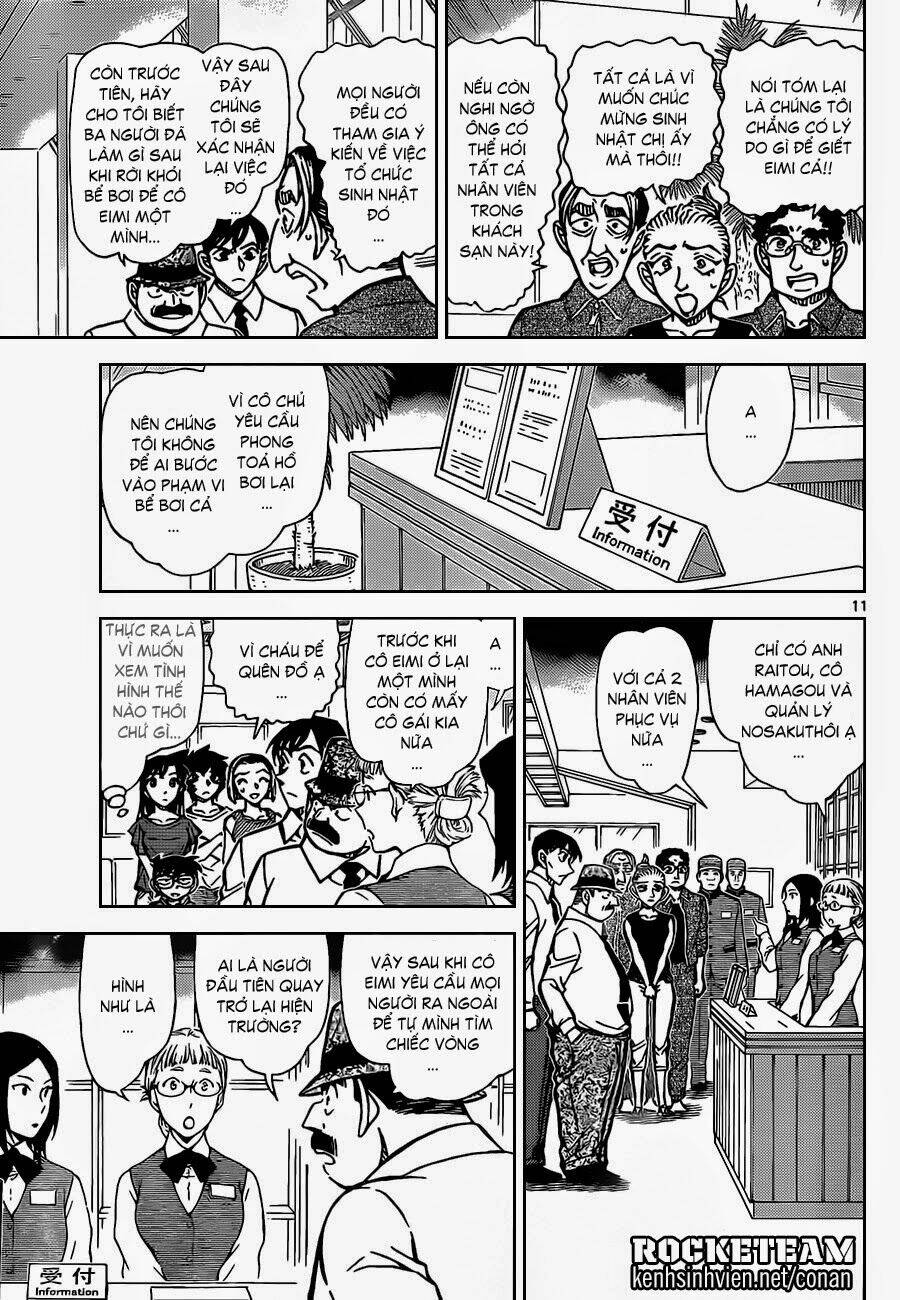 NÓI TÓM LẠI
LÀ CHÚNG TÔI
CHẲNG CÓ LÝ
DO GÌ ĐỂ GIẾT
EIMI CẢ!!
TẤT CẢ LÀ VÌ
MUỐN CHÚC
MỪNG SINH
NHẬT CHỊ ẤY
MÀ THÔI!!
NẾU CÒN
NGHI NGỜ
ÔNG CÓ
THỂ HỎI
TẤT CẢ
NHÂN VIÊN
TRONG
KHÁCH
SẠN NÀY!
MỌI NGƯỜI
ĐỀU CÓ
THAM GIA Ý
KIẾN VỀ VIỆC
TỔ CHỨC
SINH NHẬT
ĐÓ
...
VẬY SAU
ĐÂY
CHÚNG
TÔI SẼ
XÁC NHẬN
LẠI VIỆC
ĐÓ
...
CÒN TRƯỚC
TIÊN, HÃY
CHO TÔI BIẾT
BA NGƯỜI ĐÃ
LÀM GÌ SAU
KHI RỜI KHỎI
BỂ BƠI ĐỂ CÔ
EIMI MỘT
MÌNH...
A
...
VÌ CÔ CHỦ
YÊU CẦU
PHONG
TOẢ HỒ
BƠI LẠI
...
NÊN CHÚNG
TÔI KHÔNG
ĐỂ AI BƯỚC
VÀO PHẠM VI
BỂ BƠI CẢ
...
受付
Information
11
CHỈ CÓ ANH
RAITOU, CÔ
HAMAGOU VÀ
QUẢN LÝ
NOSAKUTHÔI Ạ
...
VỚI CẢ 2
NHÂN VIÊN
PHỤC VỤ
NỮA
...
A
...
TRƯỚC KHI
CÔ EIMI Ở LẠI
MỘT MÌNH
CÒN CÓ MẤY
CÔ GÁI KIA
NỮA
...
VÌ CHÁU ĐỂ
QUÊN ĐỒ Ạ
...
THỰC RA LÀ
VÌ MUỐN
XEM TÌNH
HÌNH THẾ
NÀO THÔI
CHỨ GÌ...
VẬY SAU KHI CÔ
EIMI YÊU CẦU MỌI
NGƯỜI RA NGOÀI
ĐỂ TỰ MÌNH TÌM
CHIẾC VÒNG
...
AI LÀ NGƯỜI
ĐẦU TIÊN QUAY
TRỞ LẠI HIỆN
TRƯỜNG?
HÌNH
NHƯ LÀ
...
受付
Information
ROCKETEAM
kenhsinhvien.net/conan